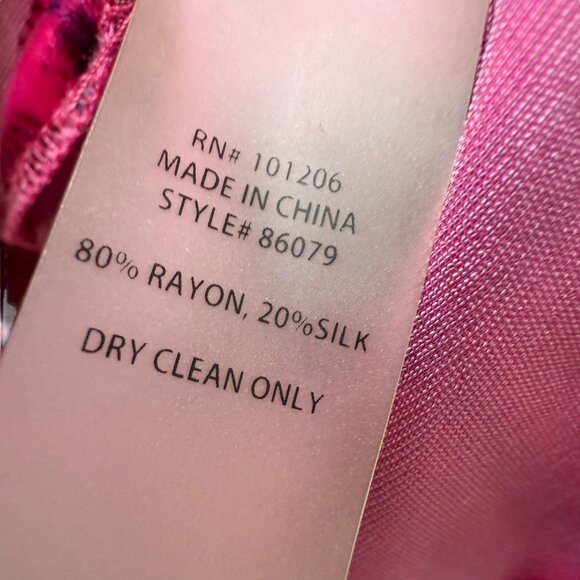 RN# 101206
MADE IN CHINA
STYLE# 86079
80% RAYON, 20%SILK
DRY CLEAN ONLY